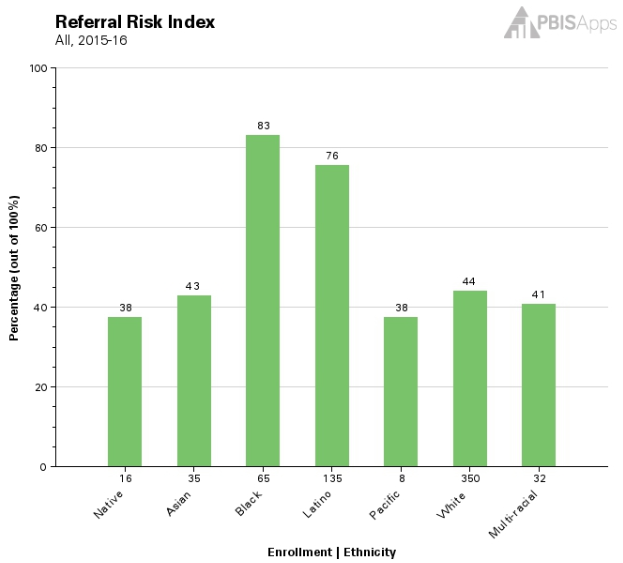 Referral Risk Index
All, 2015-16
PBISApps
100
80
60
40
20
0
Percentage (out of 100%)
38
43
83
76
38
44
41
16
35
65
135
8
350
32
Native
Asian
Black
Latino
Pacific
White
Multi-racial
Enrollment | Ethnicity